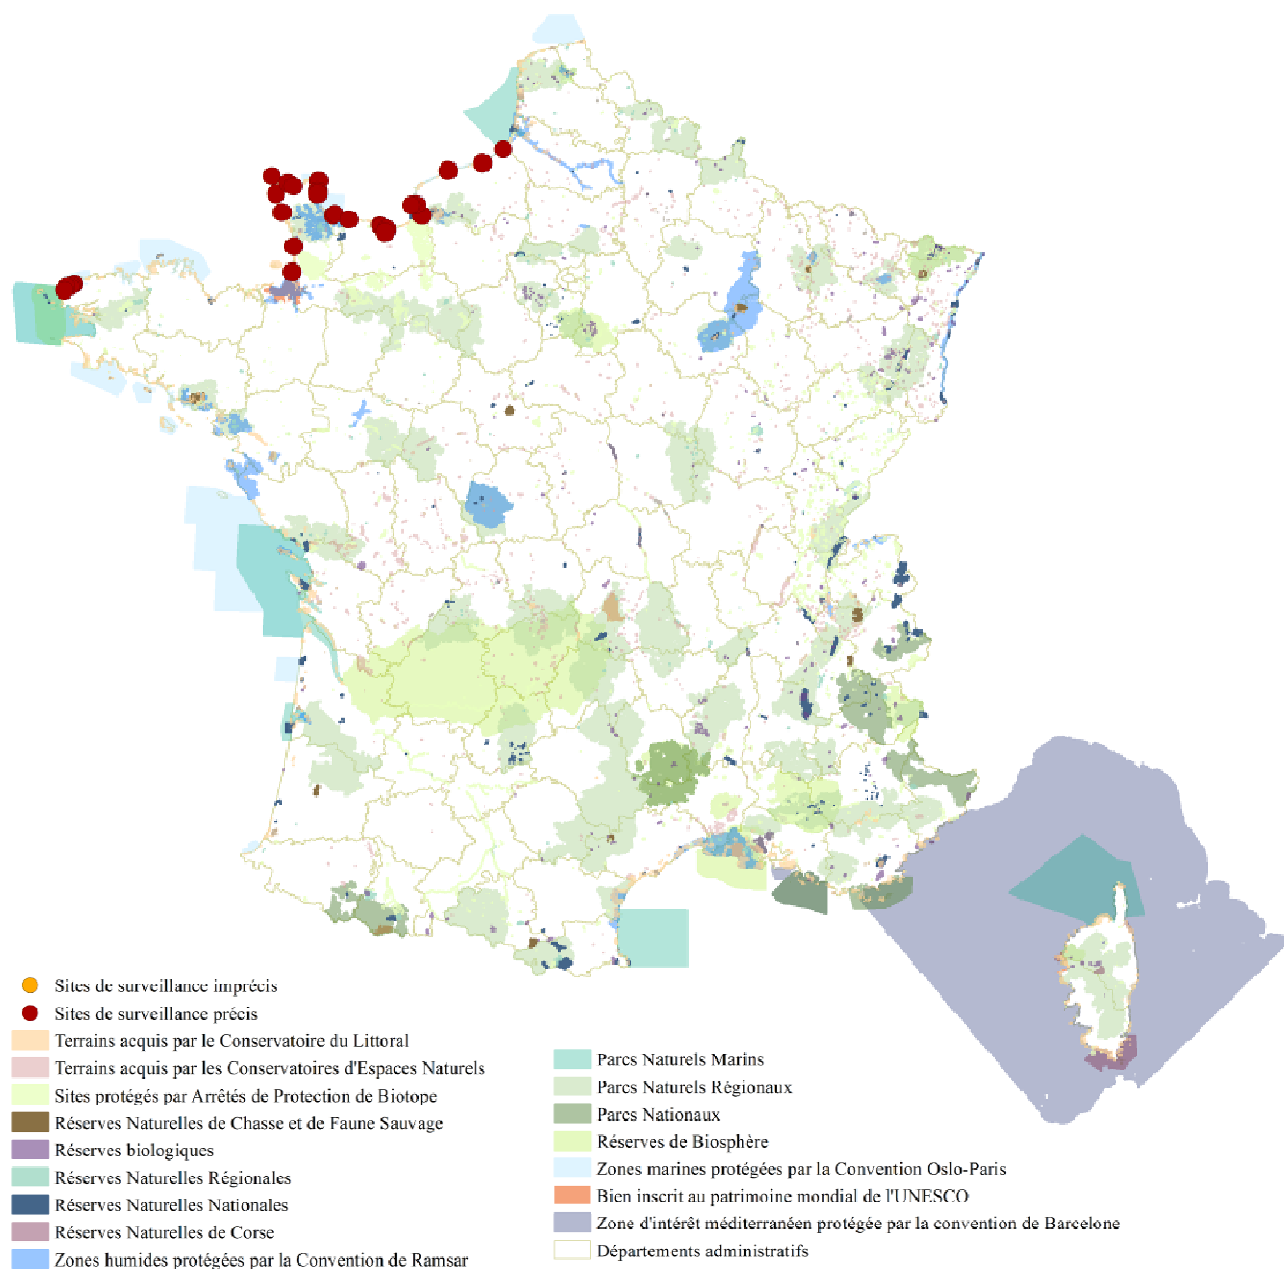 Sites de surveillance imprécis
Sites de surveillance précis
Terrains acquis par le Conservatoire du Littoral
Terrains acquis par les Conservatoires d'Espaces Naturels
Sites protégés par Arrêtés de Protection de Biotope
Réserves Naturelles de Chasse et de Faune Sauvage
Réserves biologiques
Réserves Naturelles Régionales
Réserves Naturelles Nationales
Réserves Naturelles de Corse
Zones humides protégées par la Convention de Ramsar
Parcs Naturels Marins
Parcs Naturels Régionaux
Parcs Nationaux
Réserves de Biosphère
Zones marines protégées par la Convention Oslo-Paris
Bien inscrit au patrimoine mondial de l'UNESCO
Zone d'intérêt méditerranéen protégée par la convention de Barcelone
Départements administratifs